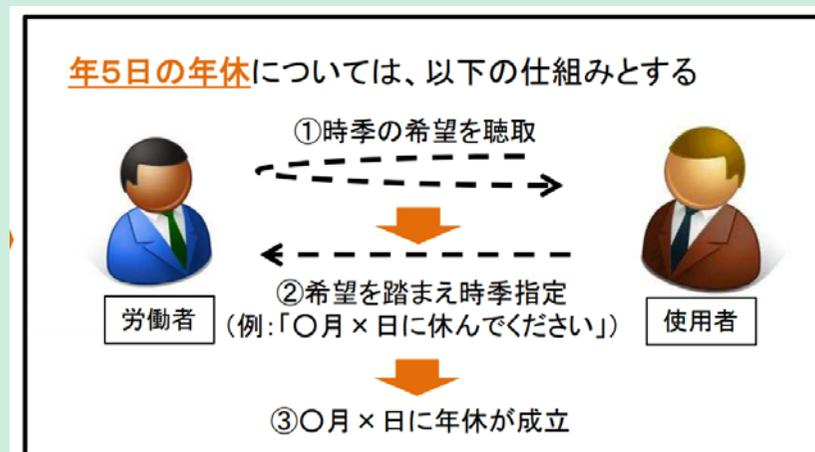 年5日の年休については、以下の仕組みとする
①時季の希望を聴取
②希望を踏まえ時季指定
(例:「〇月×日に休んでください」)
労働者
使用者
③〇月×日に年休が成立